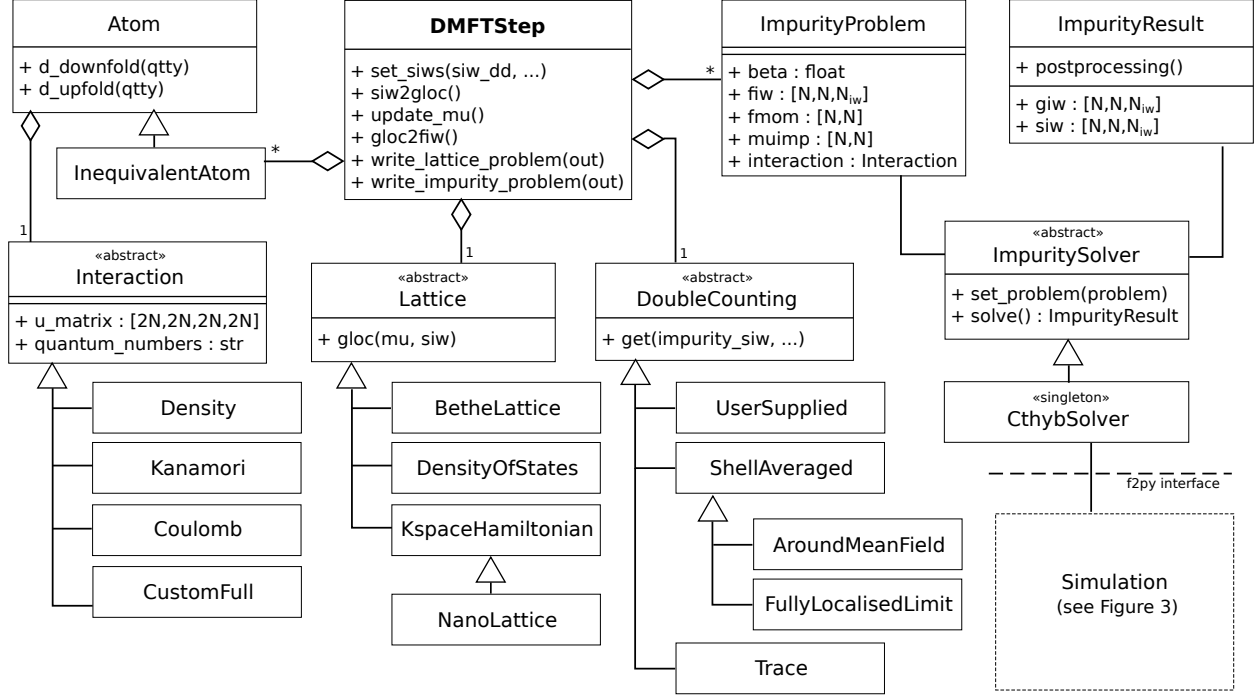 Atom
+ d_downfold(qtty)
+ d_upfold(qtty)
InequivalentAtom
*
1
DMFTStep
+ set_siws(siw_dd, ...)
+ siw2gloc()
+ update_mu()
+ gloc2fiw()
+ write_lattice_problem(out)
+ write_impurity_problem(out)
*
1
1
ImpurityProblem
+ beta : float
+ fiw : [N,N,N_iw]
+ fmom : [N,N]
+ muimp : [N,N]
+ interaction : Interaction
ImpurityResult
+ postprocessing()
+ giw : [N,N,N_iw]
+ siw : [N,N,N_iw]
«abstract»
Interaction
+ u_matrix : [2N,2N,2N,2N]
+ quantum_numbers : str
Density
Kanamori
Coulomb
CustomFull
«abstract»
Lattice
+ gloc(mu, siw)
BetheLattice
DensityOfStates
KspaceHamiltonian
NanoLattice
«abstract»
DoubleCounting
+ get(impurity_siw, ...)
UserSupplied
ShellAveraged
AroundMeanField
FullyLocalisedLimit
Trace
«abstract»
ImpuritySolver
+ set_problem(problem)
+ solve() : ImpurityResult
«singleton»
CthybSolver
f2py interface
Simulation
(see Figure 3)